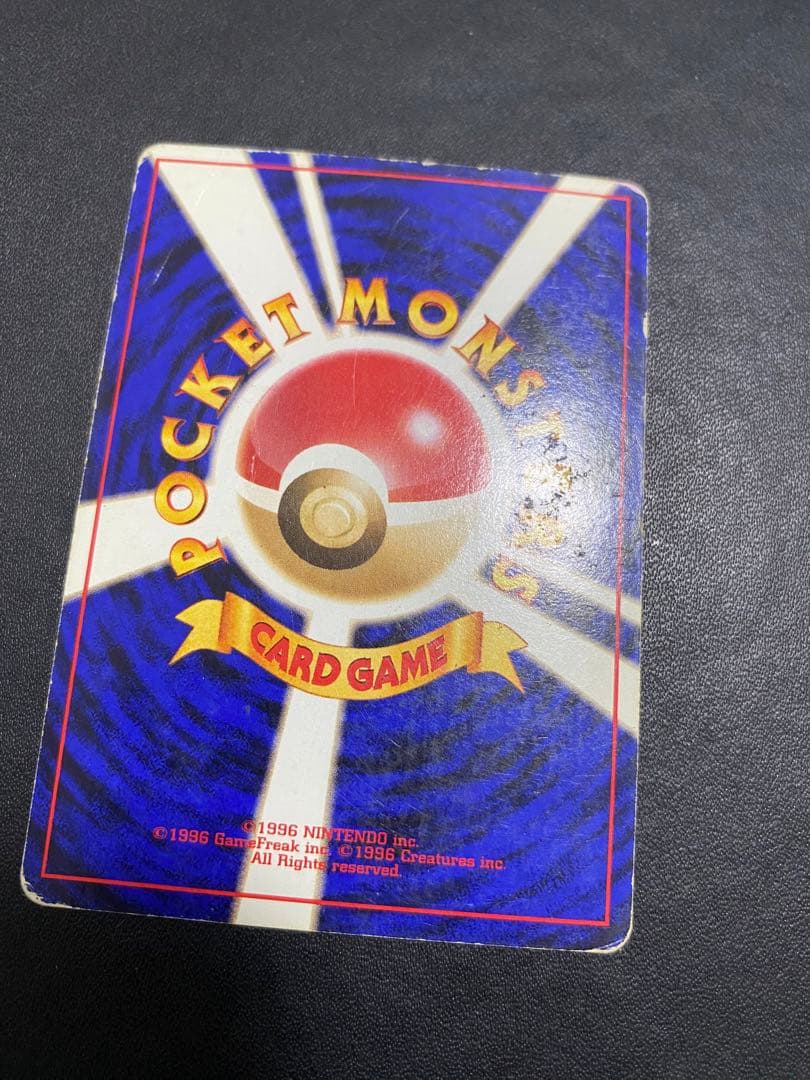 POCKET MONSTERS
CARD GAME
©1996 NINTENDO inc.
©1996 GameFreak inc. ©1996 Creatures inc.
All Rights reserved.